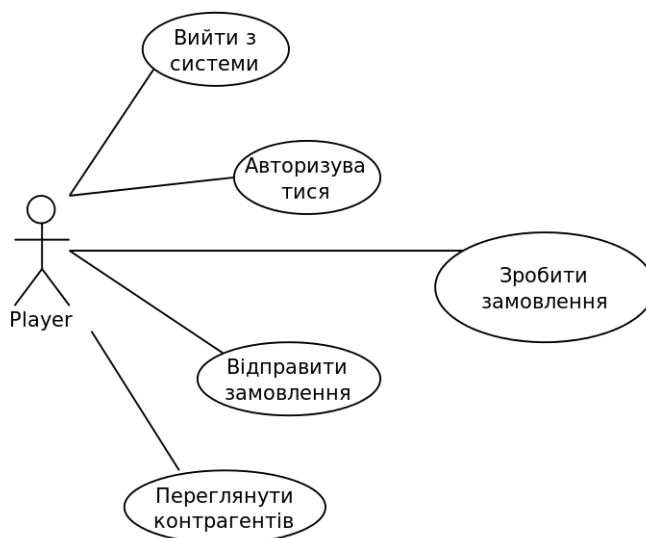 Вийти з
системи
Авторизува
тися
Зробити
замовлення
Player
Відправити
замовлення
Переглянути
контрагентів